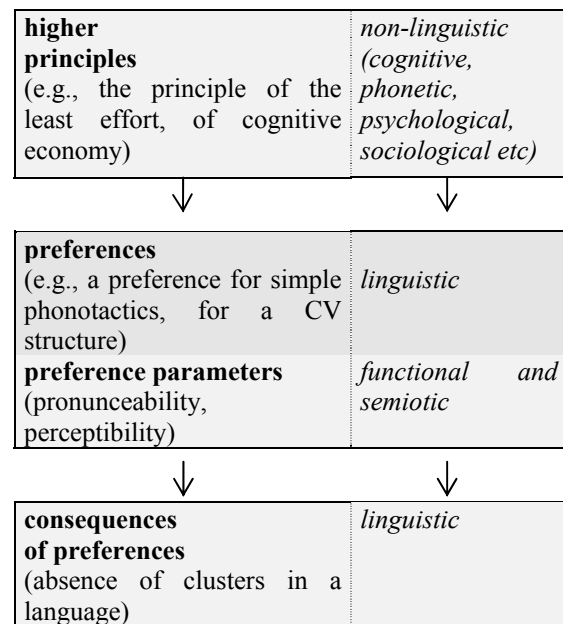 higher
principles
(e.g., the principle of the
least effort, of cognitive
economy)
non-linguistic
(cognitive,
phonetic,
psychological,
sociological etc)
preferences
(e.g., a preference for simple
phonotactics, for a CV
structure)
linguistic
preference parameters
(pronunceability,
perceptibility)
functional and
semiotic
consequences
of preferences
(absence of clusters in a
language)
linguistic